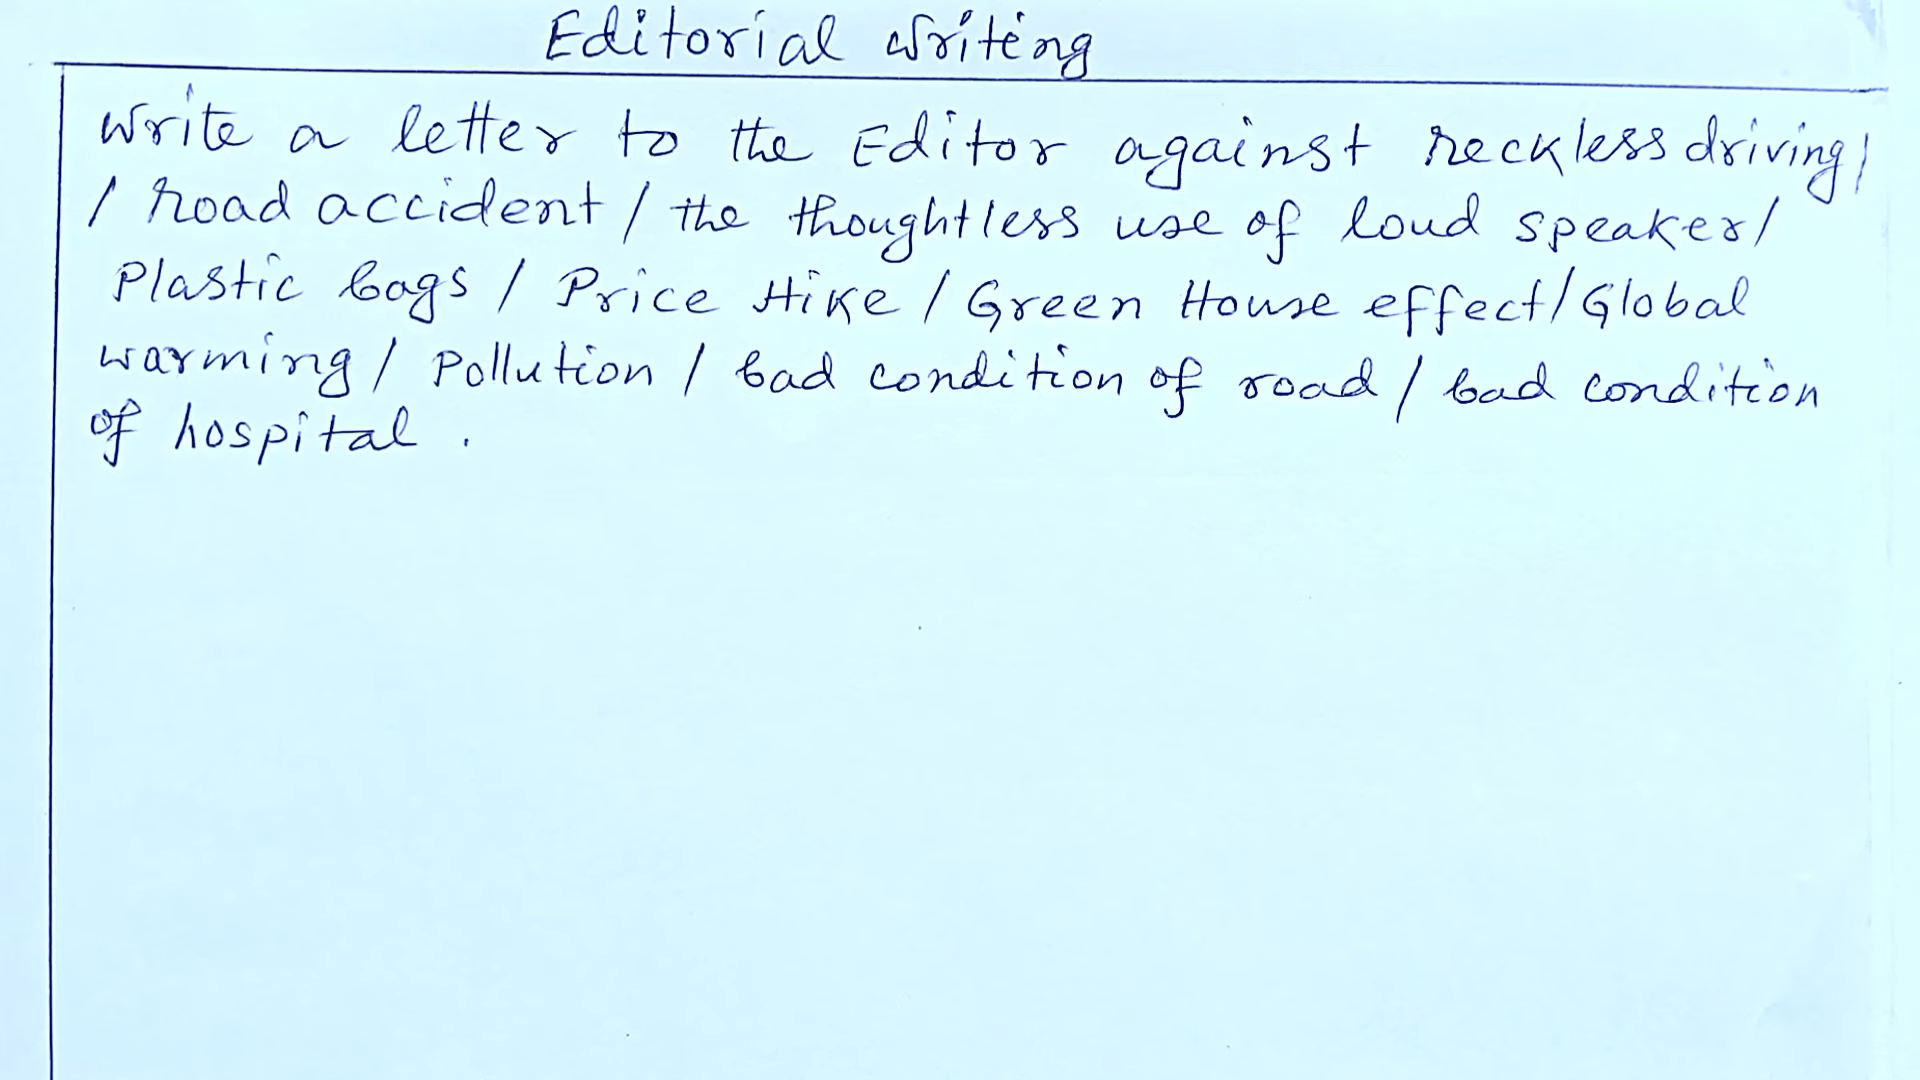 Editorial Writing
Write a letter to the Editor against reckless driving/
/ road accident / the thoughtless use of loud speaker/
Plastic bags / Price Hike / Green House effect/Global
warming / Pollution / bad condition of road / bad condition
of hospital .